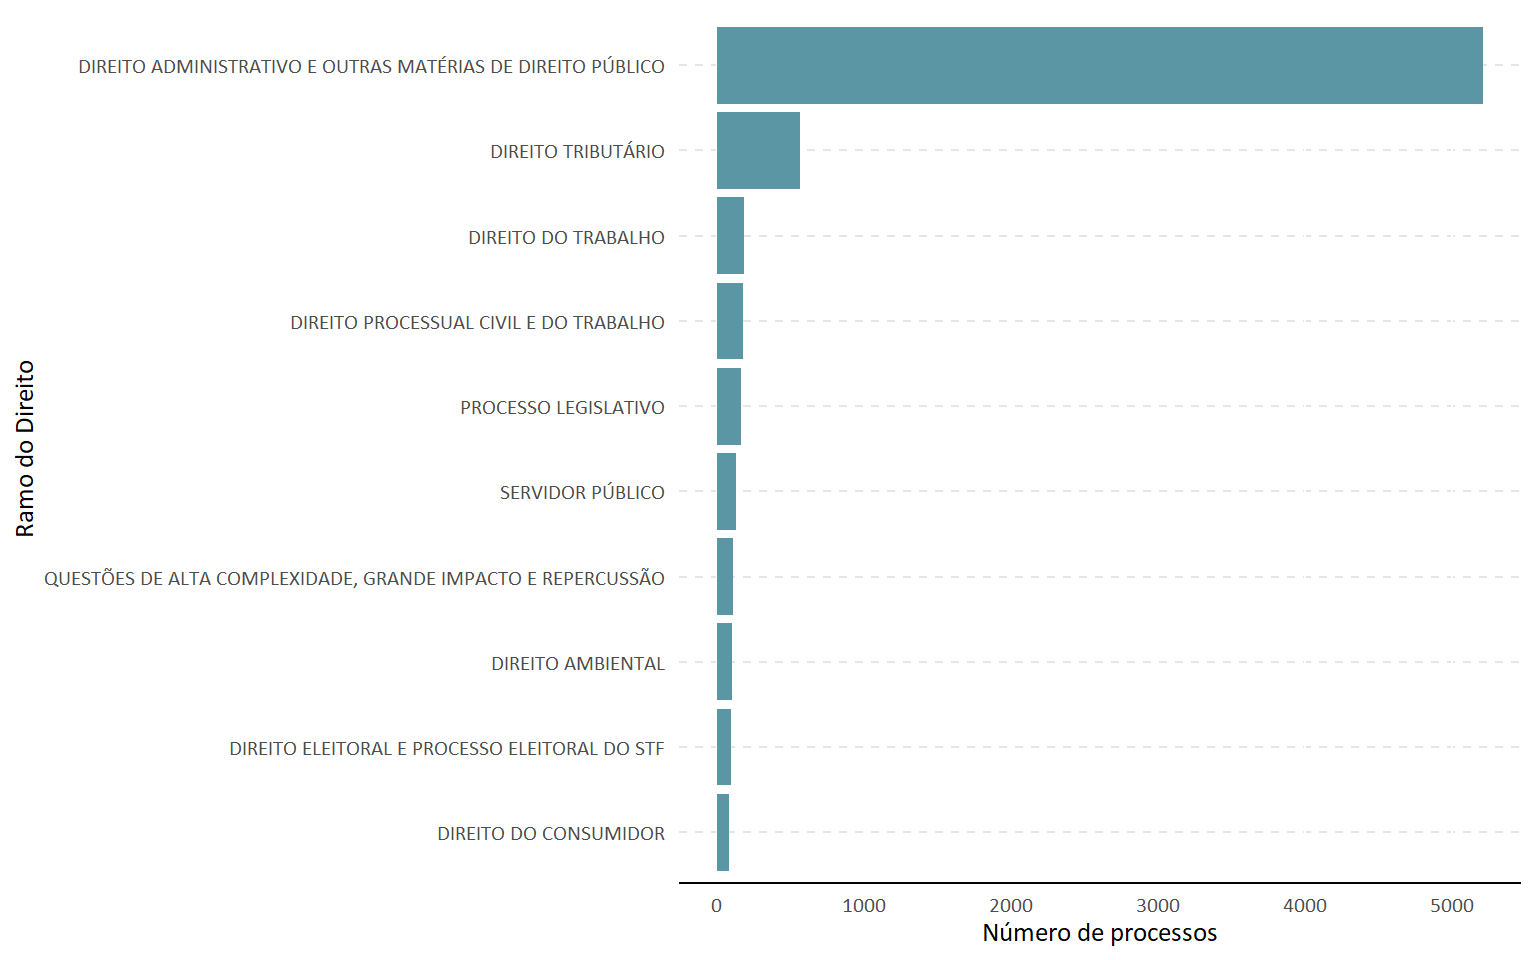 DIREITO ADMINISTRATIVO E OUTRAS MATÉRIAS DE DIREITO PÚBLICO
DIREITO TRIBUTÁRIO
DIREITO DO TRABALHO
DIREITO PROCESSUAL CIVIL E DO TRABALHO
PROCESSO LEGISLATIVO
SERVIDOR PÚBLICO
QUESTÕES DE ALTA COMPLEXIDADE, GRANDE IMPACTO E REPERCUSSÃO
DIREITO AMBIENTAL
DIREITO ELEITORAL E PROCESSO ELEITORAL DO STF
DIREITO DO CONSUMIDOR
Ramo do Direito
0 1000 2000 3000 4000 5000
Número de processos